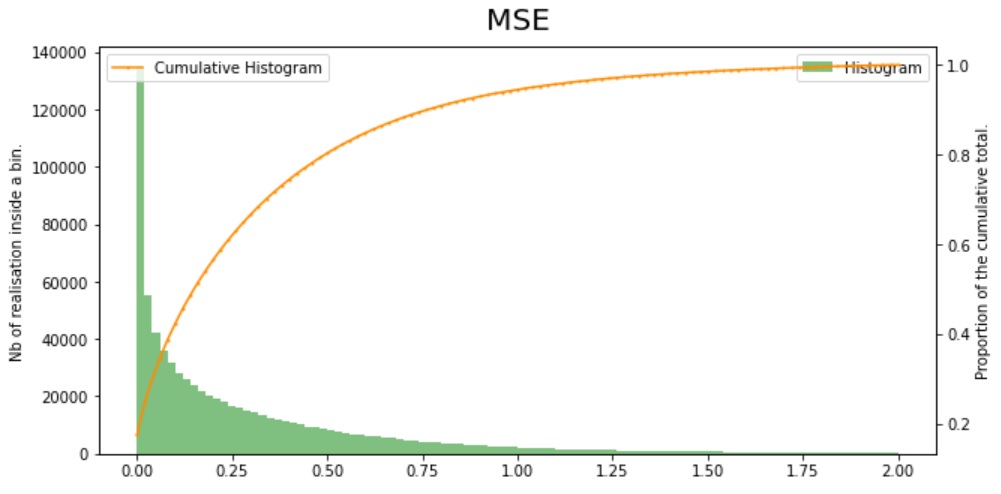 MSE
Cumulative Histogram
Histogram
Nb of realisation inside a bin.
140000
120000
100000
80000
60000
40000
20000
0
1.0
0.8
0.6
0.4
0.2
Proportion of the cumulative total.
0.00 0.25 0.50 0.75 1.00 1.25 1.50 1.75 2.00